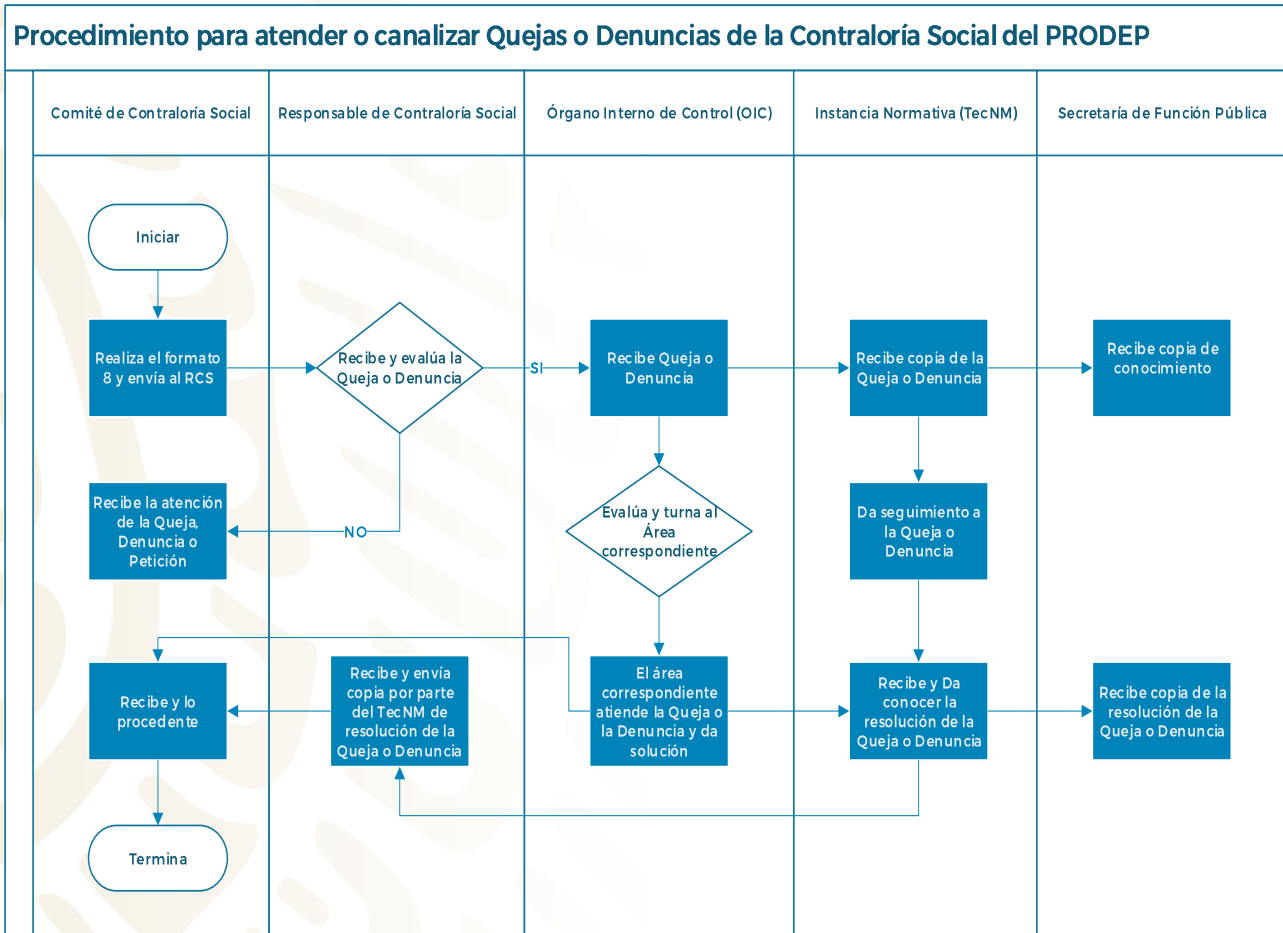 Procedimiento para atender o canalizar Quejas o Denuncias de la Contraloría Social del PRODEP
Comité de Contraloría Social
Responsable de Contraloría Social
Órgano Interno de Control (OIC)
Instancia Normativa (TecNM)
Secretaría de Función Pública
Iniciar
Realiza el formato
8 y envía al RCS
Recibe y evalúa la
Queja o Denuncia
SI
Recibe Queja o
Denuncia
Recibe copia de la
Queja o Denuncia
Recibe copia de
conocimiento
Recibe la atención
de la Queja,
Denuncia o
Petición
NO
Evalúa y turna al
Área
correspondiente
Da seguimiento a
la Queja o
Denuncia
Recibe y lo
procedente
Recibe y envía
copia por parte
del TecNM de
resolución de la
Queja o Denuncia
El área
correspondiente
atiende la Queja o
la Denuncia y da
solución
Recibe y Da
conocer la
resolución de la
Queja o Denuncia
Recibe copia de la
resolución de la
Queja o Denuncia
Termina